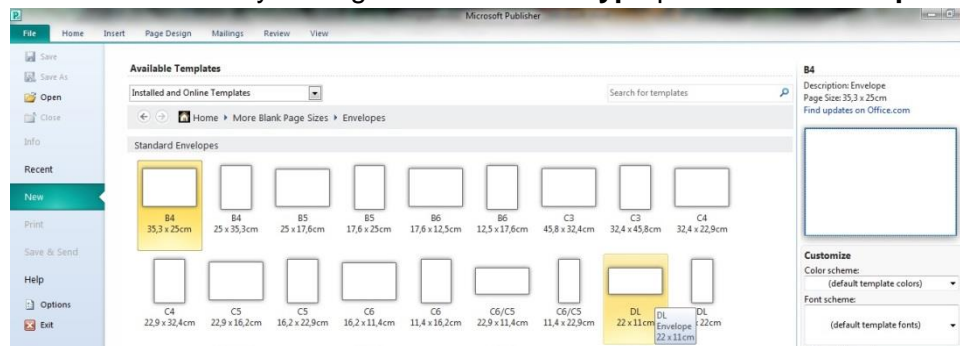 Microsoft Publisher
File Home Insert Page Design Mailings Review View
Save
Save As
Open
Close
Info
Recent
New
Print
Save & Send
Help
Options
Exit
Available Templates
Installed and Online Templates
Search for templates
Home More Blank Page Sizes Envelopes
Standard Envelopes
B4 B4 B5 B5 B6 B6 C3 C3 C4
35,3 x 25cm 25 x 35,3cm 25 x 17,6cm 17,6 x 25cm 17,6 x 12,5cm 12,5 x 17,6cm 45,8 x 32,4cm 32,4 x 45,8cm 32,4 x 22,9cm
C4 C5 C5 C6 C6 C6/C5 C6/C5 DL
22,9 x 32,4cm 22,9 x 16,2cm 16,2 x 22,9cm 16,2 x 11,4cm 11,4 x 16,2cm 22,9 x 11,4cm 11,4 x 22,9cm 22 x 11cm 22cm
DL
Envelope
22 x 11cm
B4
Description: Envelope
Page Size: 35,3 x 25cm
Find updates on Office.com
Customize
Color scheme:
(default template colors)
Font scheme:
(default template fonts)